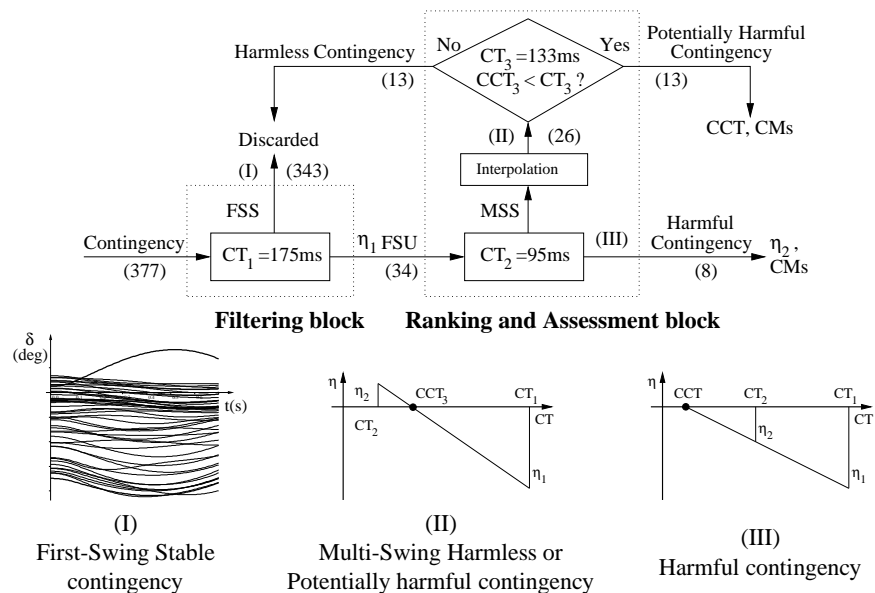 Harmless Contingency
No
Yes
Potentially Harmful
Contingency
CT3 =133ms
CCT3 < CT3 ?
(13)
(13)
CCT, CMs
Discarded
(II)
(26)
(I)
(343)
Interpolation
FSS
MSS
(III)
Harmful
Contingency
Contingency
(377)
CT1 =175ms
η1 FSU
(34)
CT2 =95ms
(8)
η2 ,
CMs
Filtering block
Ranking and Assessment block
δ
(deg)
t(s)
η
η2
CCT3
CT1
CT2
CT
η1
η
CCT
CT2
CT1
CT
η2
η1
(I)
First-Swing Stable
contingency
(II)
Multi-Swing Harmless or
Potentially harmful contingency
(III)
Harmful contingency